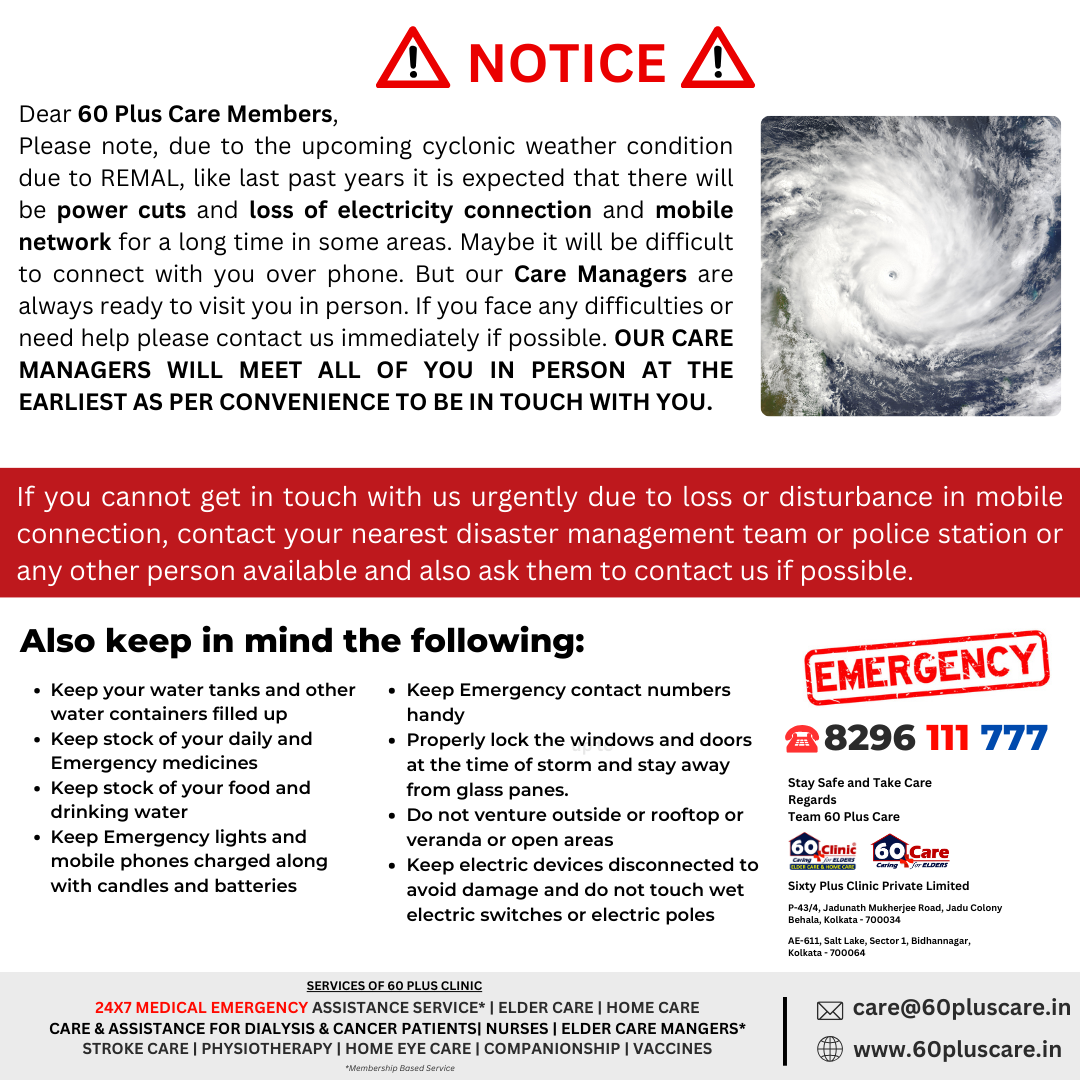 NOTICE
Dear 60 Plus Care Members,
Please note, due to the upcoming cyclonic weather condition
due to REMAL, like last past years it is expected that there will
be power cuts and loss of electricity connection and mobile
network for a long time in some areas. Maybe it will be difficult
to connect with you over phone. But our Care Managers are
always ready to visit you in person. If you face any difficulties or
need help please contact us immediately if possible. OUR CARE
MANAGERS WILL MEET ALL OF YOU IN PERSON AT THE
EARLIEST AS PER CONVENIENCE TO BE IN TOUCH WITH YOU.
If you cannot get in touch with us urgently due to loss or disturbance in mobile
connection, contact your nearest disaster management team or police station or
any other person available and also ask them to contact us if possible.
Also keep in mind the following:
• Keep your water tanks and other
water containers filled up
• Keep stock of your daily and
Emergency medicines
• Keep stock of your food and
drinking water
• Keep Emergency lights and
mobile phones charged along
with candles and batteries
• Keep Emergency contact numbers
handy
• Properly lock the windows and doors
at the time of storm and stay away
from glass panes.
• Do not venture outside or rooftop or
veranda or open areas
• Keep electric devices disconnected to
avoid damage and do not touch wet
electric switches or electric poles
EMERGENCY
8296 111 777
Stay Safe and Take Care
Regards
Team 60 Plus Care
60 Clinic
Caring for ELDERS
ELDER CARE & HOME CARE
60 Care
Caring for ELDERS
Sixty Plus Clinic Private Limited
P-43/4, Jadunath Mukherjee Road, Jadu Colony
Behala, Kolkata - 700034
AE-611, Salt Lake, Sector 1, Bidhannagar,
Kolkata - 700064
SERVICES OF 60 PLUS CLINIC
24X7 MEDICAL EMERGENCY ASSISTANCE SERVICE* | ELDER CARE | HOME CARE
CARE & ASSISTANCE FOR DIALYSIS & CANCER PATIENTS| NURSES | ELDER CARE MANGERS*
STROKE CARE | PHYSIOTHERAPY | HOME EYE CARE | COMPANIONSHIP | VACCINES
*Membership Based Service
care@60pluscare.in
www.60pluscare.in